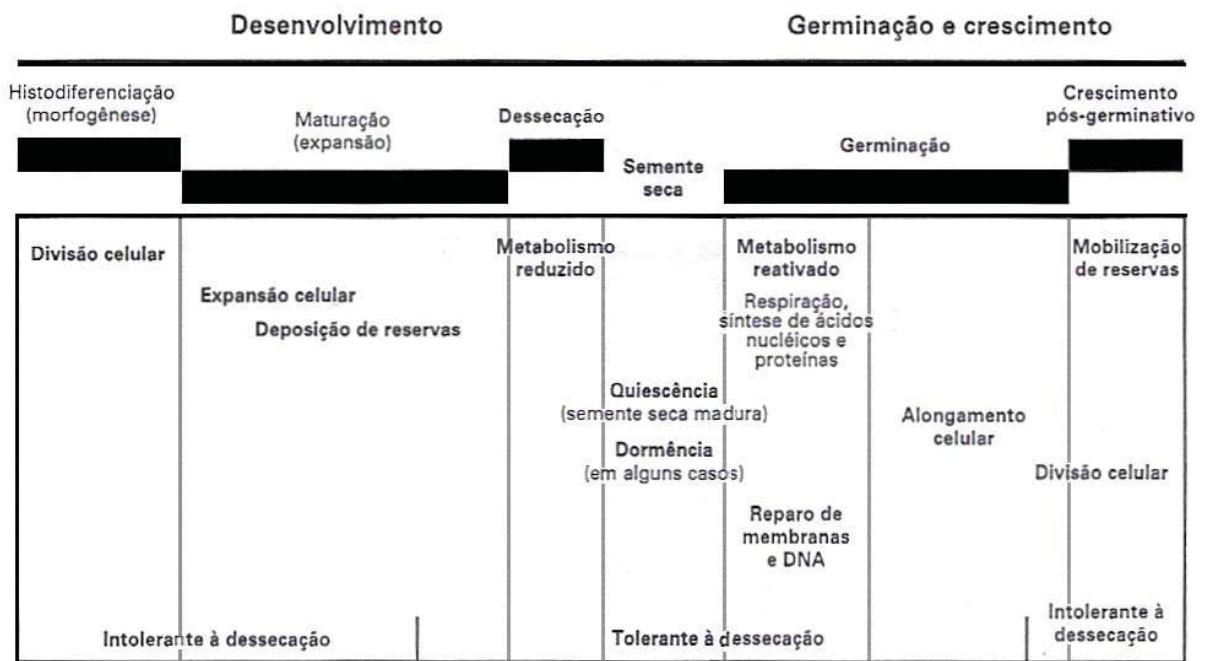 Desenvolvimento
Germinação e crescimento
Histodiferenciação
(morfogênese)
Maturação
(expansão)
Dessecação
Semente
seca
Germinação
Crescimento
pós-germinativo
Divisão celular
Expansão celular
Deposição de reservas
Metabolismo
reduzido
Quiescência
(semente seca madura)
Dormência
(em alguns casos)
Metabolismo
reativado
Respiração,
síntese de ácidos
nucléicos e
proteínas
Reparo de
membranas
e DNA
Alongamento
celular
Mobilização
de reservas
Divisão celular
Intolerante à dessecação
Tolerante à dessecação
Intolerante à
dessecação